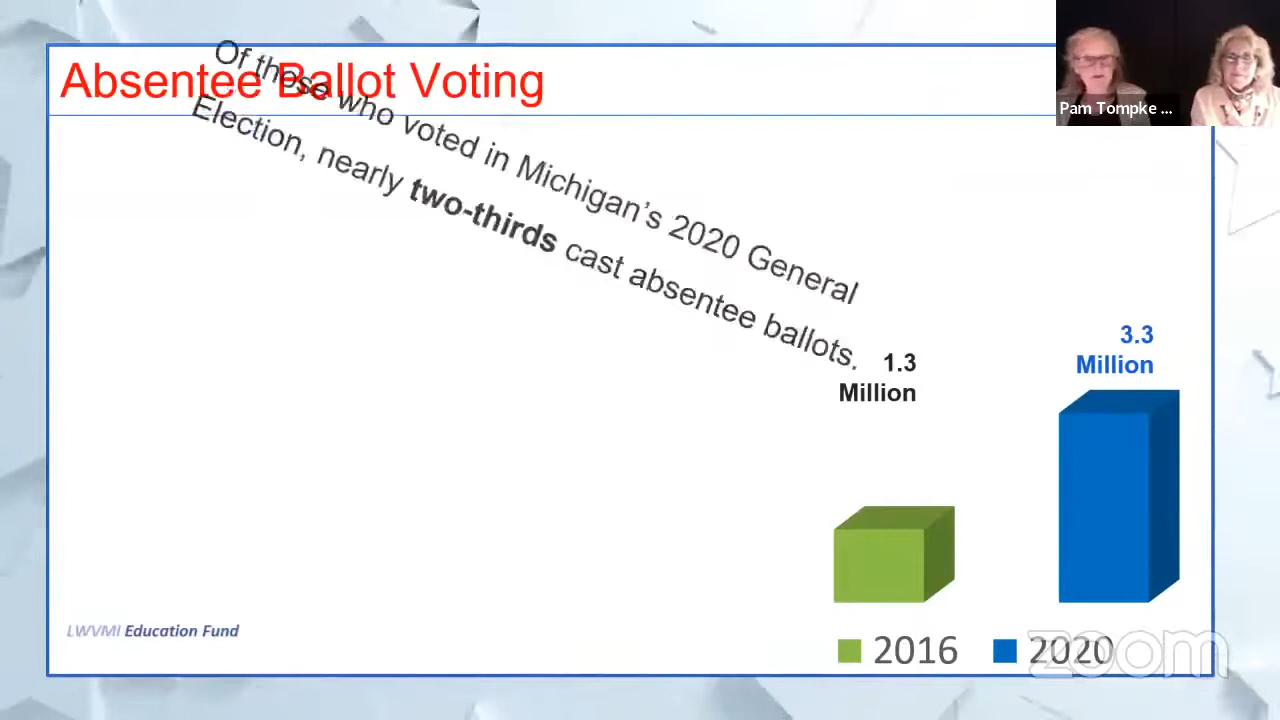 Absentee Ballot Voting
Of those who voted in Michigan's 2020 General
Election, nearly two-thirds cast absentee ballots.
Pam Tompke ...
1.3
Million
3.3
Million
2016
2020
LWVMI Education Fund
zoom